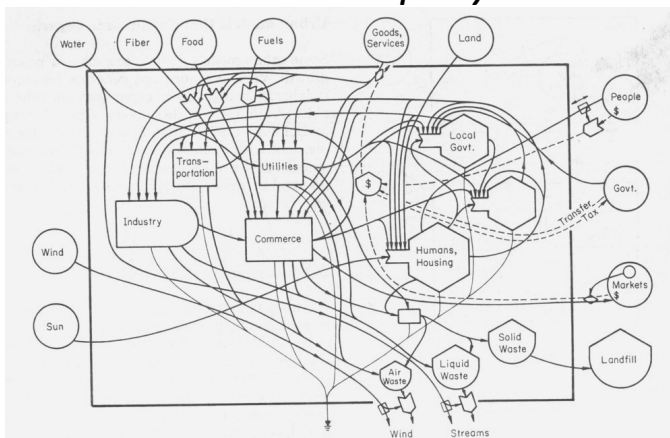 Water
Fiber
Food
Fuels
Goods,
Services
Land
People
$
Local
Govt.
Trans-
portation
Utilities
$
Govt.
Transfer
Tax
Industry
Commerce
Humans,
Housing
Wind
Markets
$
Sun
Solid
Waste
Landfill
Air
Waste
Liquid
Waste
Wind
Streams